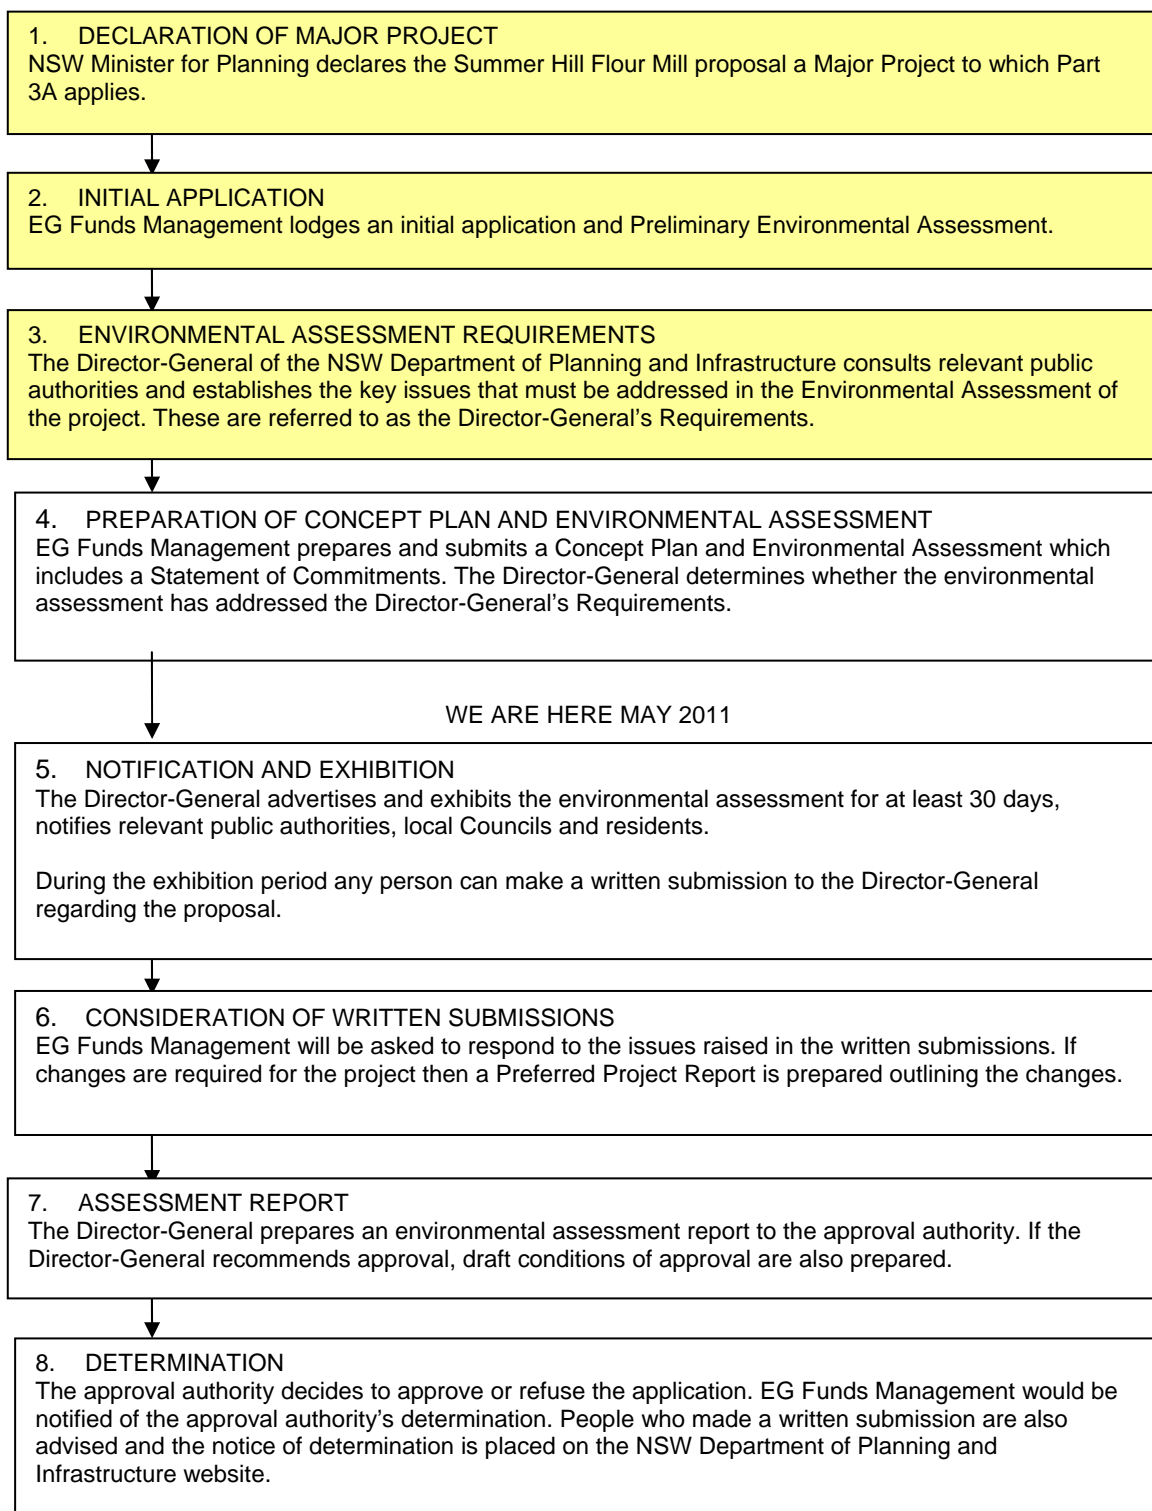 1. DECLARATION OF MAJOR PROJECT
NSW Minister for Planning declares the Summer Hill Flour Mill proposal a Major Project to which Part
3A applies.
2. INITIAL APPLICATION
EG Funds Management lodges an initial application and Preliminary Environmental Assessment.
3. ENVIRONMENTAL ASSESSMENT REQUIREMENTS
The Director-General of the NSW Department of Planning and Infrastructure consults relevant public
authorities and establishes the key issues that must be addressed in the Environmental Assessment of
the project. These are referred to as the Director-General’s Requirements.
4. PREPARATION OF CONCEPT PLAN AND ENVIRONMENTAL ASSESSMENT
EG Funds Management prepares and submits a Concept Plan and Environmental Assessment which
includes a Statement of Commitments. The Director-General determines whether the environmental
assessment has addressed the Director-General’s Requirements.
WE ARE HERE MAY 2011
5. NOTIFICATION AND EXHIBITION
The Director-General advertises and exhibits the environmental assessment for at least 30 days,
notifies relevant public authorities, local Councils and residents.
During the exhibition period any person can make a written submission to the Director-General
regarding the proposal.
6. CONSIDERATION OF WRITTEN SUBMISSIONS
EG Funds Management will be asked to respond to the issues raised in the written submissions. If
changes are required for the project then a Preferred Project Report is prepared outlining the changes.
7. ASSESSMENT REPORT
The Director-General prepares an environmental assessment report to the approval authority. If the
Director-General recommends approval, draft conditions of approval are also prepared.
8. DETERMINATION
The approval authority decides to approve or refuse the application. EG Funds Management would be
notified of the approval authority’s determination. People who made a written submission are also
advised and the notice of determination is placed on the NSW Department of Planning and
Infrastructure website.